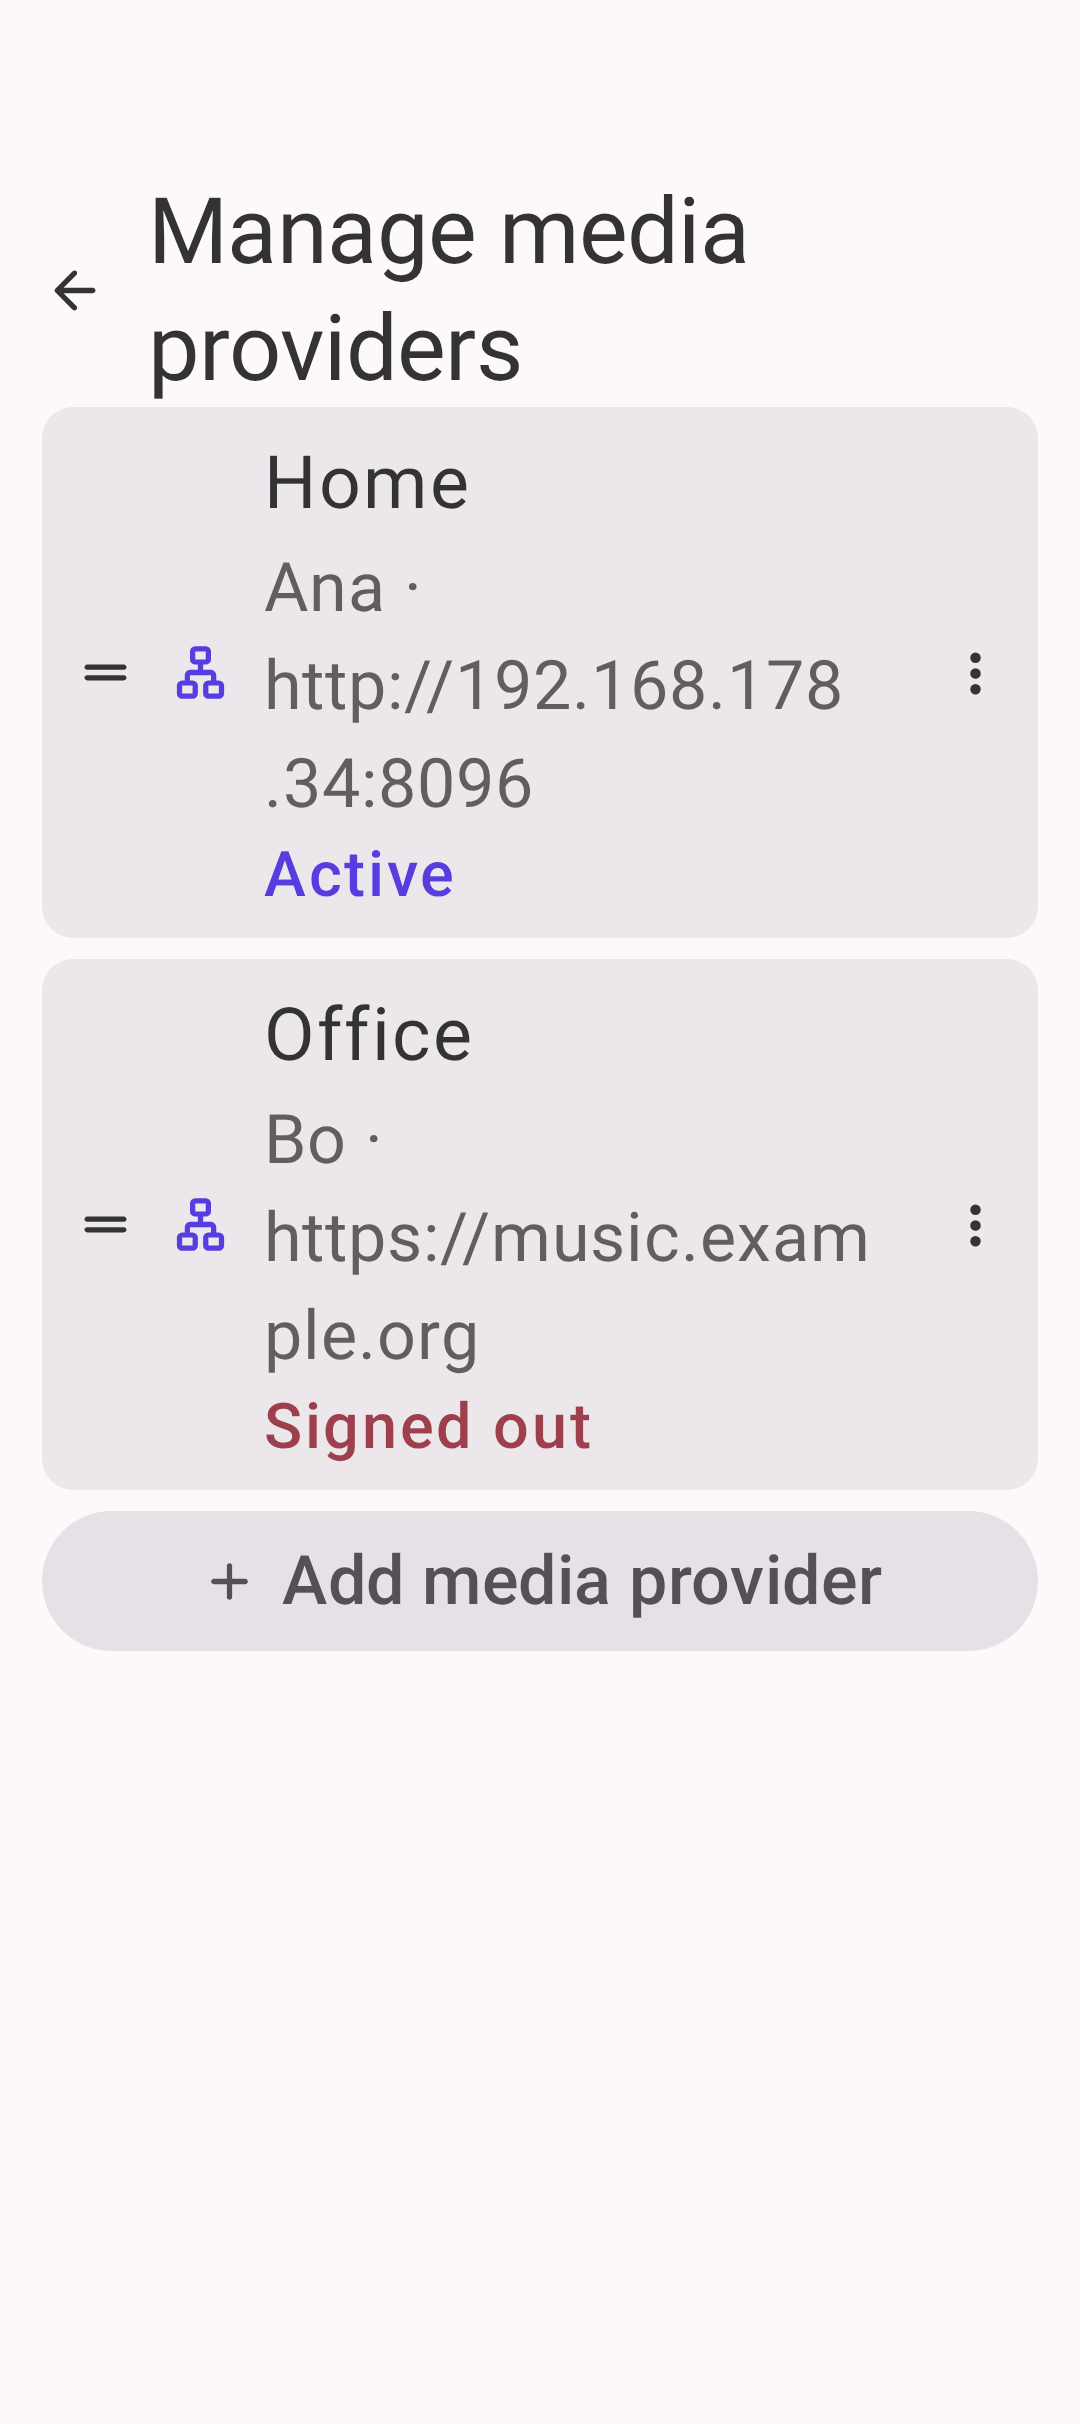 Manage media
providers
Home
Ana ·
http://192.168.178
.34:8096
Active
Office
Bo ·
https://music.exam
ple.org
Signed out
Add media provider